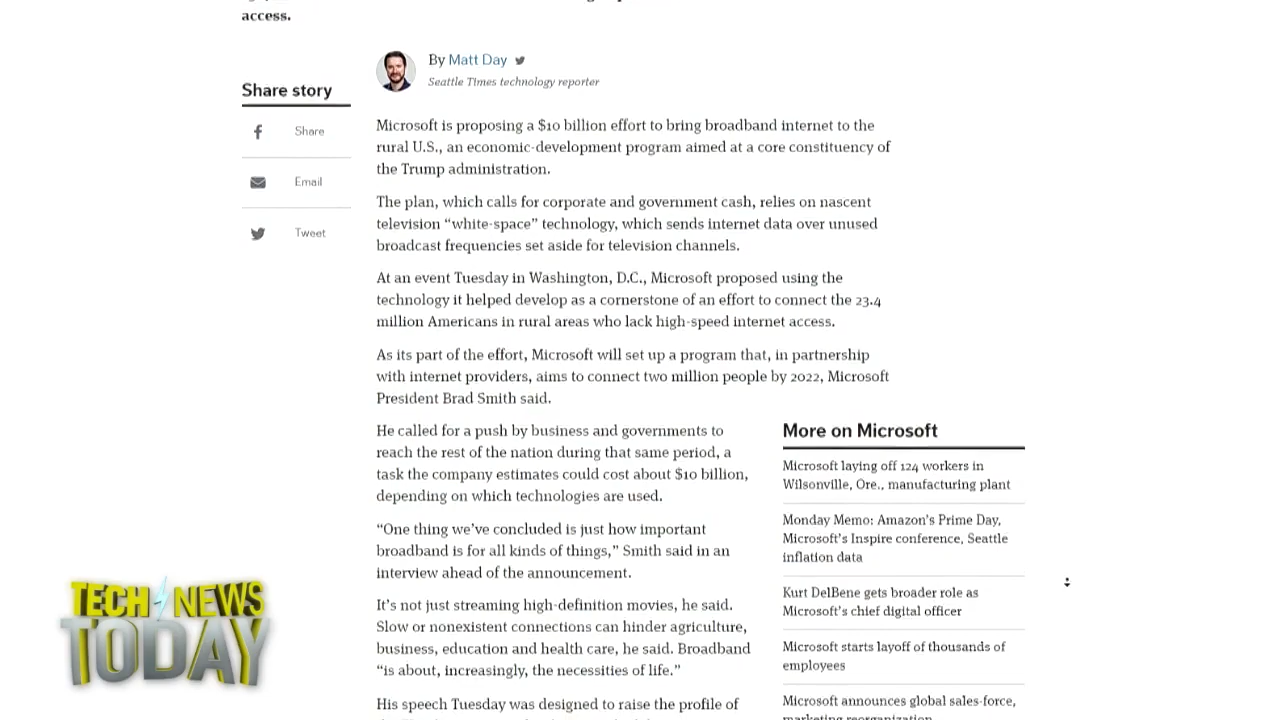 access.
By Matt Day
Seattle Times technology reporter
Share story
Share
Email
Tweet
Microsoft is proposing a $10 billion effort to bring broadband internet to the
rural U.S., an economic-development program aimed at a core constituency of
the Trump administration.
The plan, which calls for corporate and government cash, relies on nascent
television “white-space” technology, which sends internet data over unused
broadcast frequencies set aside for television channels.
At an event Tuesday in Washington, D.C., Microsoft proposed using the
technology it helped develop as a cornerstone of an effort to connect the 23.4
million Americans in rural areas who lack high-speed internet access.
As its part of the effort, Microsoft will set up a program that, in partnership
with internet providers, aims to connect two million people by 2022, Microsoft
President Brad Smith said.
He called for a push by business and governments to
reach the rest of the nation during that same period, a
task the company estimates could cost about $10 billion,
depending on which technologies are used.
“One thing we’ve concluded is just how important
broadband is for all kinds of things,” Smith said in an
interview ahead of the announcement.
It’s not just streaming high-definition movies, he said.
Slow or nonexistent connections can hinder agriculture,
business, education and health care, he said. Broadband
“is about, increasingly, the necessities of life.”
His speech Tuesday was designed to raise the profile of
More on Microsoft
Microsoft laying off 124 workers in
Wilsonville, Ore., manufacturing plant
Monday Memo: Amazon’s Prime Day,
Microsoft’s Inspire conference, Seattle
inflation data
Kurt DelBene gets broader role as
Microsoft’s chief digital officer
Microsoft starts layoff of thousands of
employees
Microsoft announces global sales-force,
marketing reorganization
TECH NEWS
TODAY